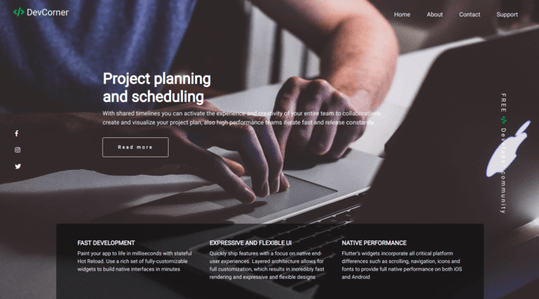 </> DevCorner
Home About Contact Support
Project planning
and scheduling
With shared timelines you can activate the experience and creativity of your entire team to collaboratively
create and visualize your project plan, also high performance teams iterate fast and release constantly
Read more
FREE </> Developer Community
FAST DEVELOPMENT
Paint your app to life in milliseconds with stateful
Hot Reload. Use a rich set of fully-customizable
widgets to build native interfaces in minutes
EXPRESSIVE AND FLEXIBLE UI
Quickly ship features with a focus on native end-
user experiences. Layered architecture allows for
full customization, which results in incredibly fast
rendering and expressive and flexible designs
NATIVE PERFORMANCE
Flutter's widgets incorporate all critical platform
differences such as scrolling, navigation, icons and
fonts to provide full native performance on both iOS
and Android